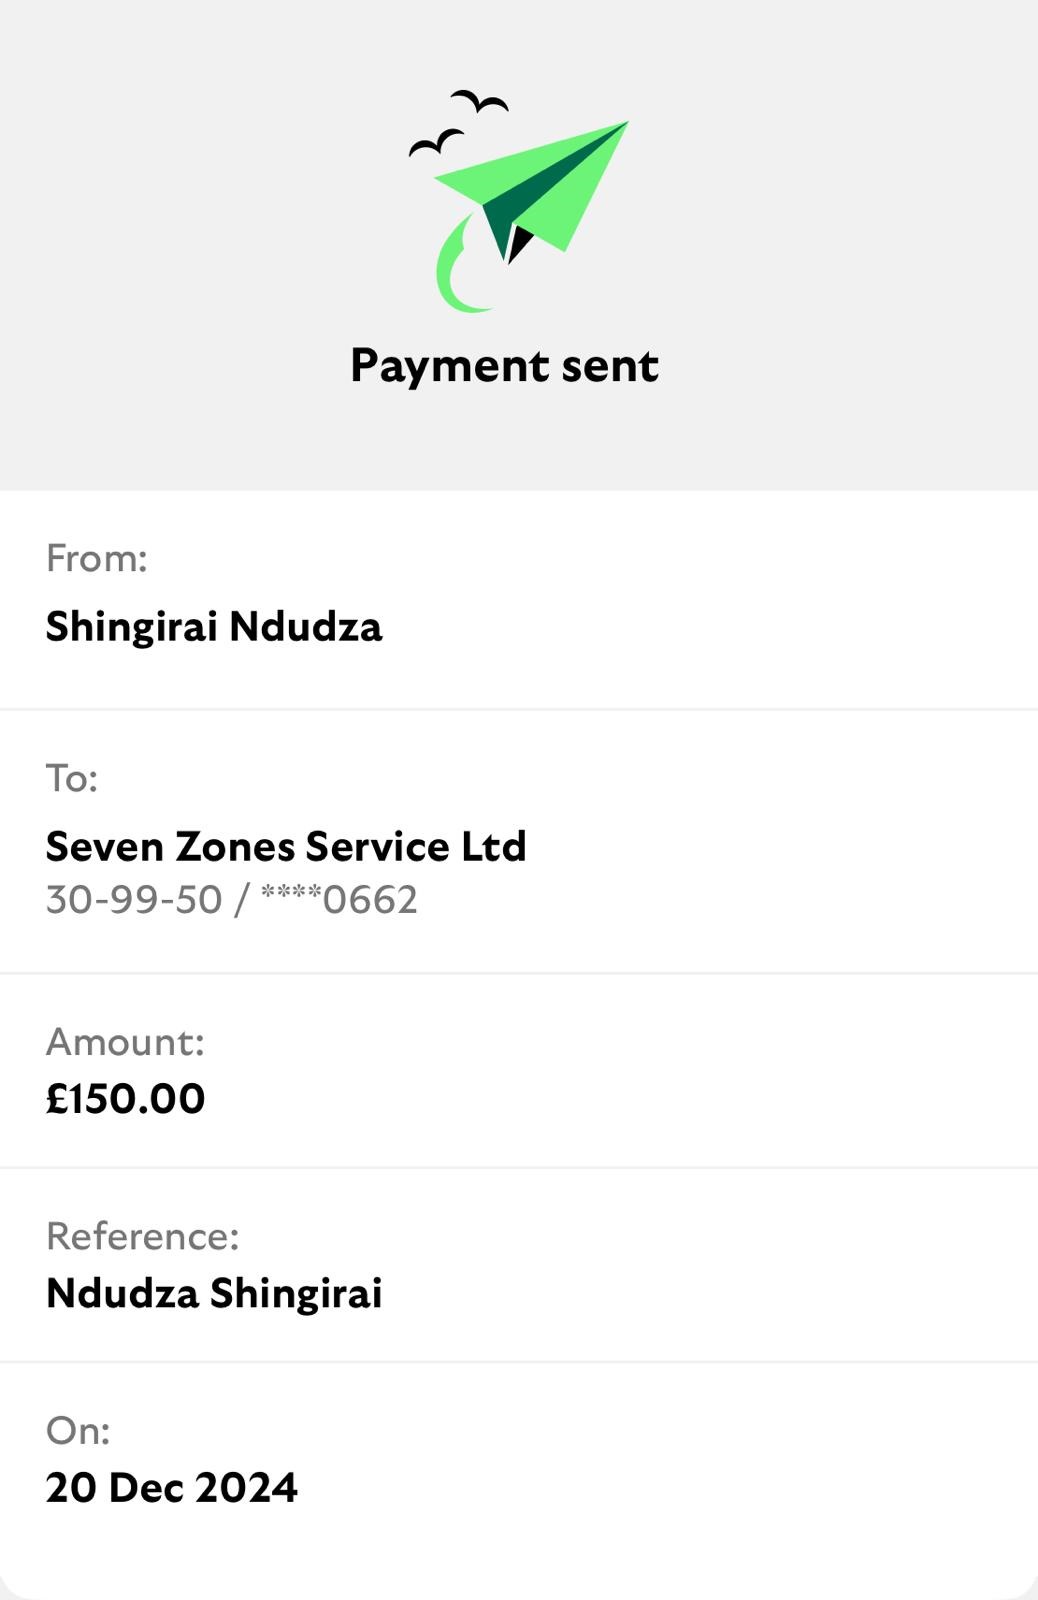 Payment sent
From:
Shingirai Ndudza
To:
Seven Zones Service Ltd
30-99-50 / ****0662
Amount:
£150.00
Reference:
Ndudza Shingirai
On:
20 Dec 2024